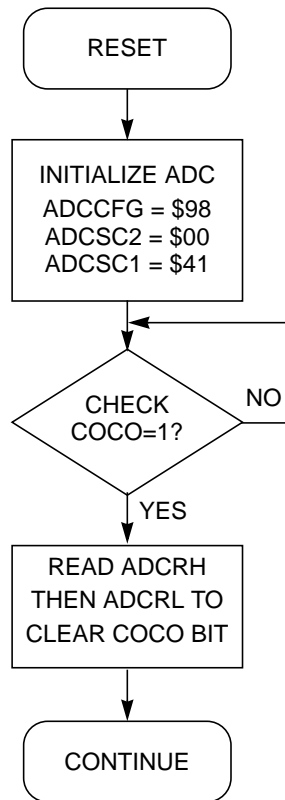 RESET
INITIALIZE ADC
ADCCFG = $98
ADCSC2 = $00
ADCSC1 = $41
CHECK
COCO=1?
NO
YES
READ ADCRH
THEN ADCRL TO
CLEAR COCO BIT
CONTINUE